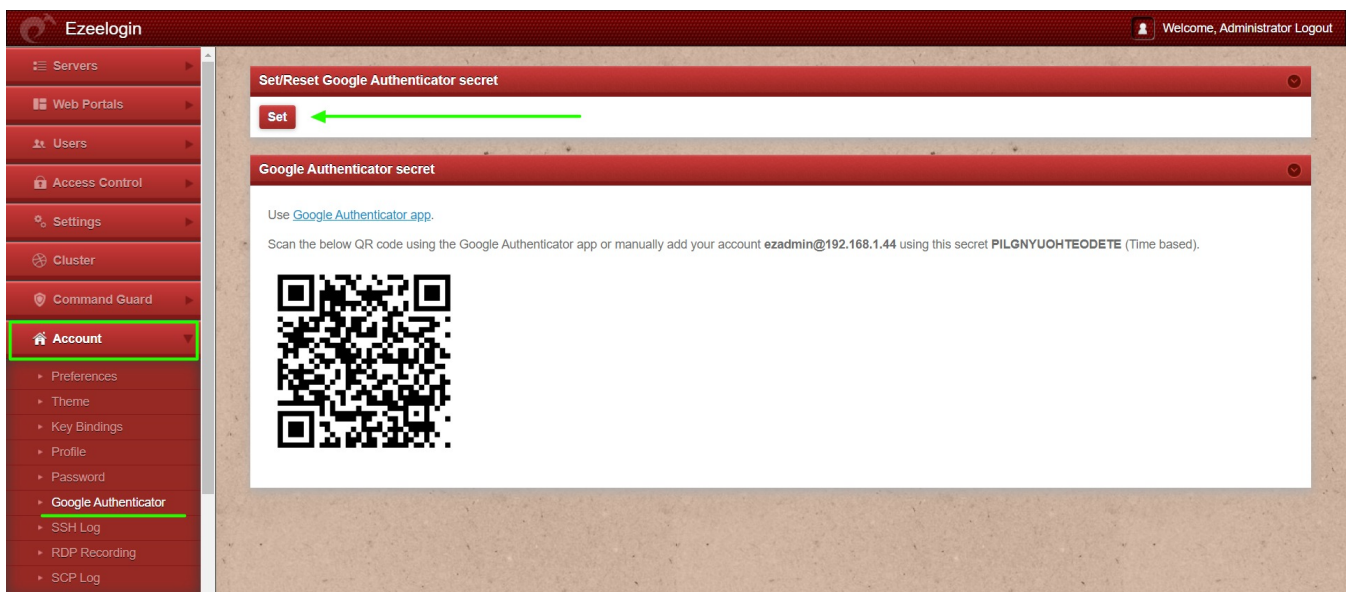 Ezeelogin
Welcome, Administrator Logout
Servers
Web Portals
Users
Access Control
Settings
Cluster
Command Guard
Account
Preferences
Theme
Key Bindings
Profile
Password
Google Authenticator
SSH Log
RDP Recording
SCP Log
Set/Reset Google Authenticator secret
Set
Google Authenticator secret
Use Google Authenticator app.
Scan the below QR code using the Google Authenticator app or manually add your account ezadmin@192.168.1.44 using this secret PILGNYUOHTEODETE (Time based).